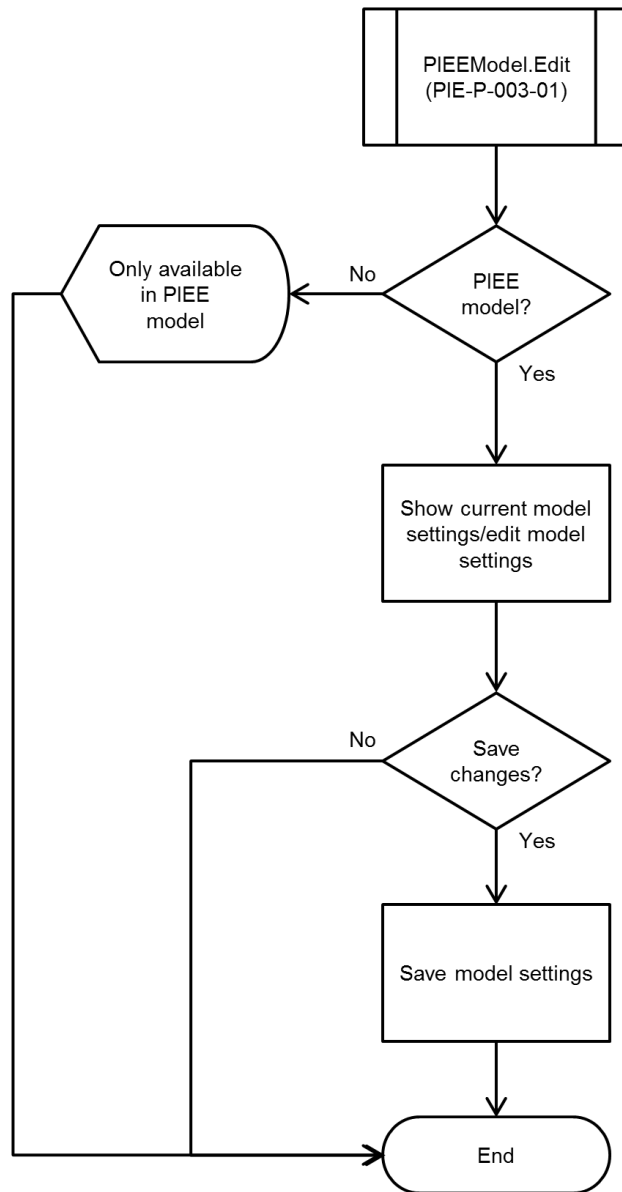 PIEEModel.Edit
(PIE-P-003-01)
Only available
in PIEE
model
No
PIEE
model?
Yes
Show current model
settings/edit model
settings
No
Save
changes?
Yes
Save model settings
End